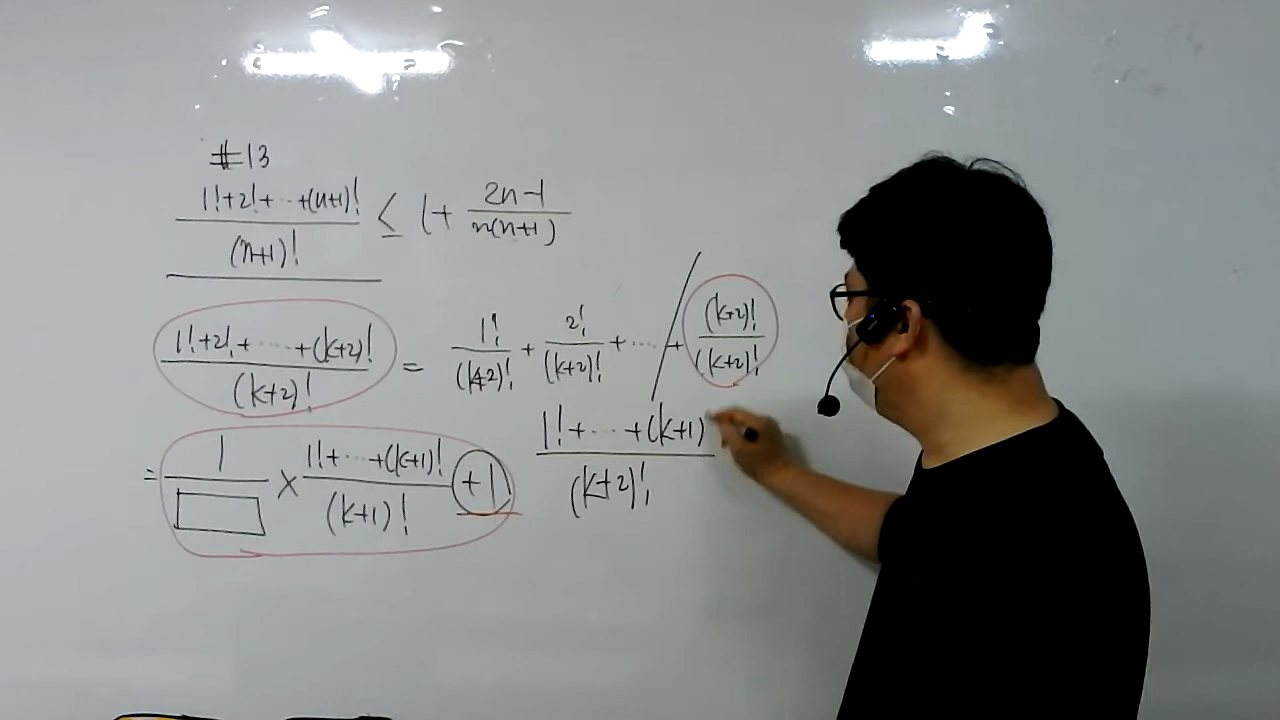 #13
(1!+2!+ ··· +(n+1)!)/(n+1)! ≤ 1+ (2n-1)/(n(n+1))
(1!+2!+ ···· +(k+2)!)/(k+2)! = 1!/(k+2)! + 2!/(k+2)! + ···· + (k+2)!/(k+2)!
= 1/□ × (1!+ ··· +(k+1)!)/(k+1)! +1
(1!+ ··· +(k+1))/(k+2)!